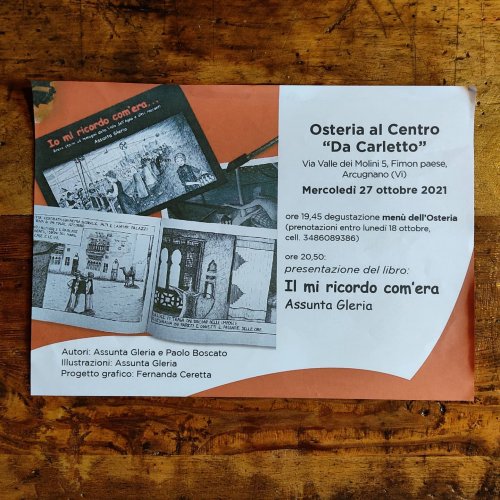 Io mi ricordo com'era...
Assunta Gleria
Osteria al Centro
"Da Carletto"
Via Valle dei Molini 5, Fimon paese,
Arcugnano (Vi)
Mercoledì 27 ottobre 2021
ore 19,45 degustazione menù dell'Osteria
(prenotazioni entro lunedì 18 ottobre,
cell. 3486089386)
ore 20,50:
presentazione del libro:
Il mi ricordo com'era
Assunta Gleria
Autori: Assunta Gleria e Paolo Boscato
Illustrazioni: Assunta Gleria
Progetto grafico: Fernanda Ceretta